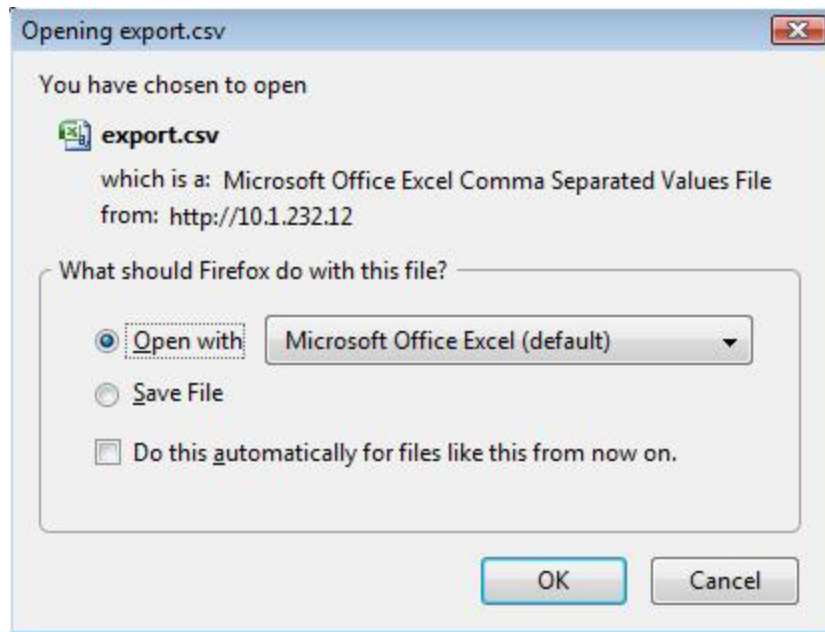 Opening export.csv
You have chosen to open
export.csv
which is a: Microsoft Office Excel Comma Separated Values File
from: http://10.1.232.12
What should Firefox do with this file?
Open with Microsoft Office Excel (default)
Save File
Do this automatically for files like this from now on.
OK Cancel